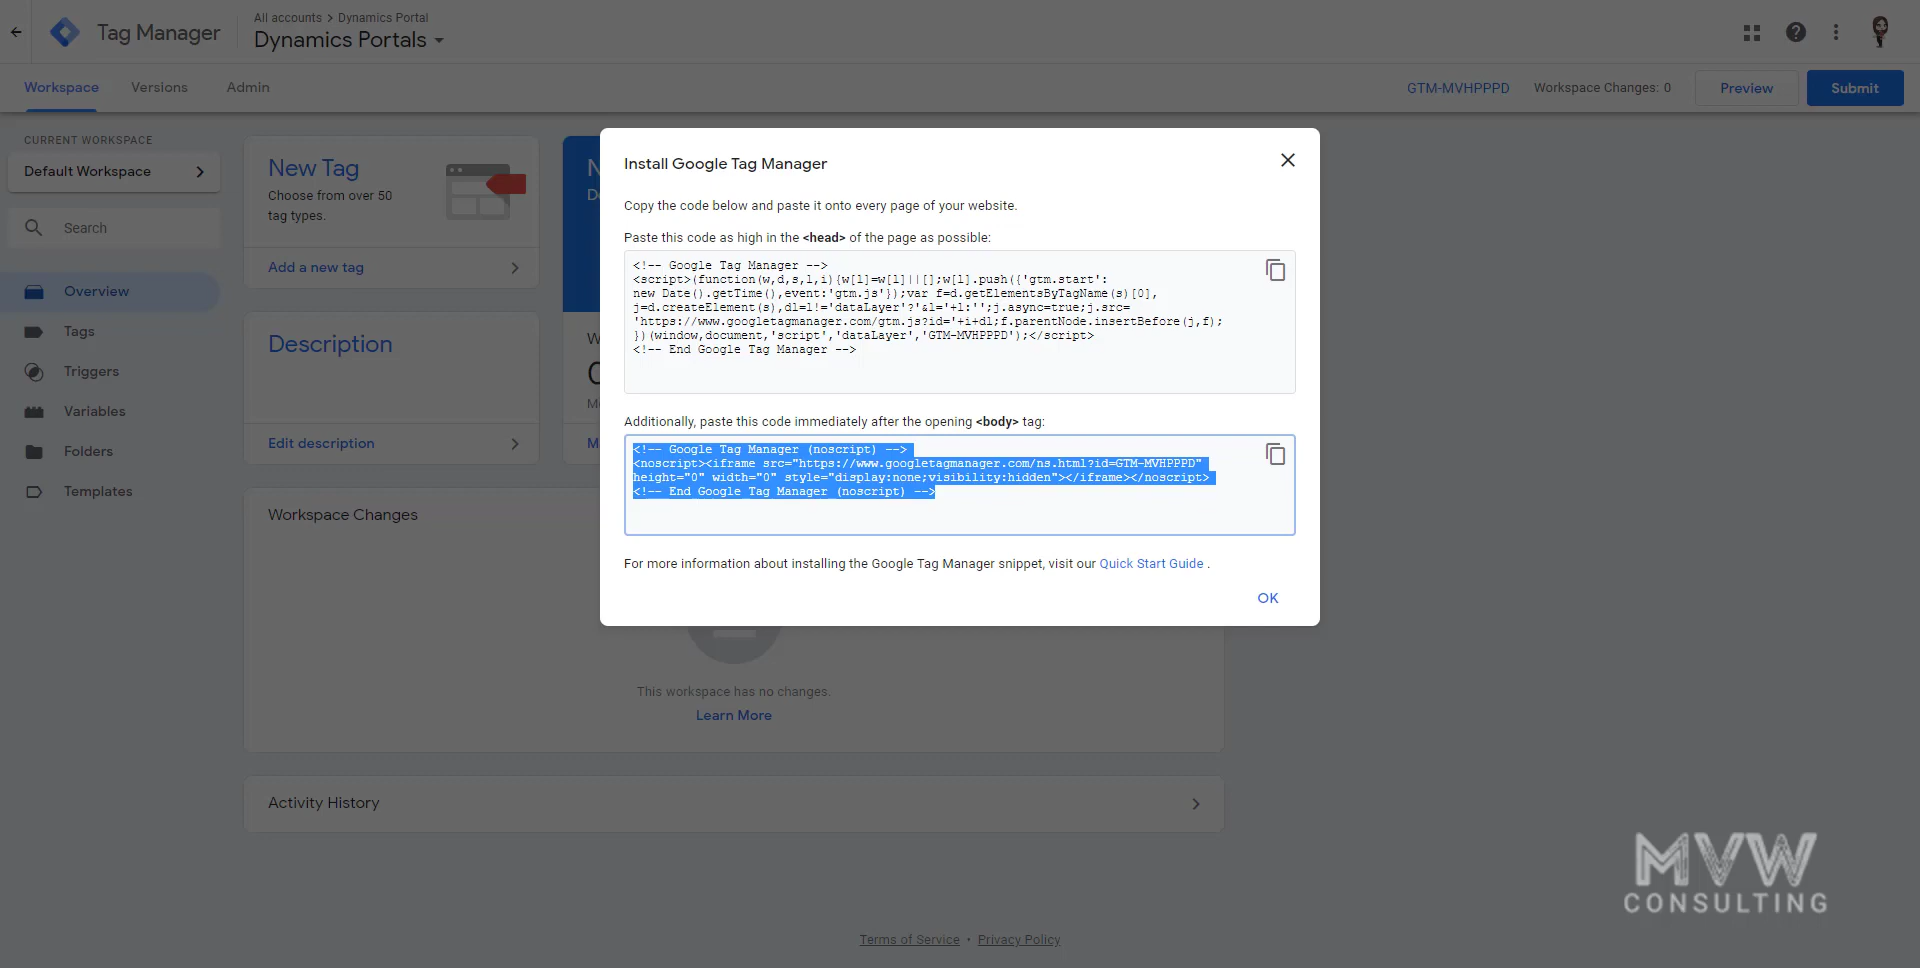 Tag Manager
All accounts > Dynamics Portal
Dynamics Portals
Workspace
Versions
Admin
GTM-MVHPPPD
Workspace Changes: 0
Preview
Submit
CURRENT WORKSPACE
Default Workspace
Search
Overview
Tags
Triggers
Variables
Folders
Templates
New Tag
Choose from over 50
tag types.
Add a new tag
Description
Edit description
Workspace Changes
This workspace has no changes.
Learn More
Activity History
Install Google Tag Manager
Copy the code below and paste it onto every page of your website.
Paste this code as high in the <head> of the page as possible:
<!-- Google Tag Manager -->
<script>(function(w,d,s,l,i){w[l]=w[l]||[];w[l].push({'gtm.start':
new Date().getTime(),event:'gtm.js'});var f=d.getElementsByTagName(s)[0],
j=d.createElement(s),dl=l!='dataLayer'?'&l='+l:'';j.async=true;j.src=
'https://www.googletagmanager.com/gtm.js?id='+i+dl;f.parentNode.insertBefore(j,f);
})(window,document,'script','dataLayer','GTM-MVHPPPD');</script>
<!-- End Google Tag Manager -->
Additionally, paste this code immediately after the opening <body> tag:
<!-- Google Tag Manager (noscript) -->
<noscript><iframe src="https://www.googletagmanager.com/ns.html?id=GTM-MVHPPPD"
height="0" width="0" style="display:none;visibility:hidden"></iframe></noscript>
<!-- End Google Tag Manager (noscript) -->
For more information about installing the Google Tag Manager snippet, visit our Quick Start Guide .
OK
MVW
CONSULTING
Terms of Service • Privacy Policy